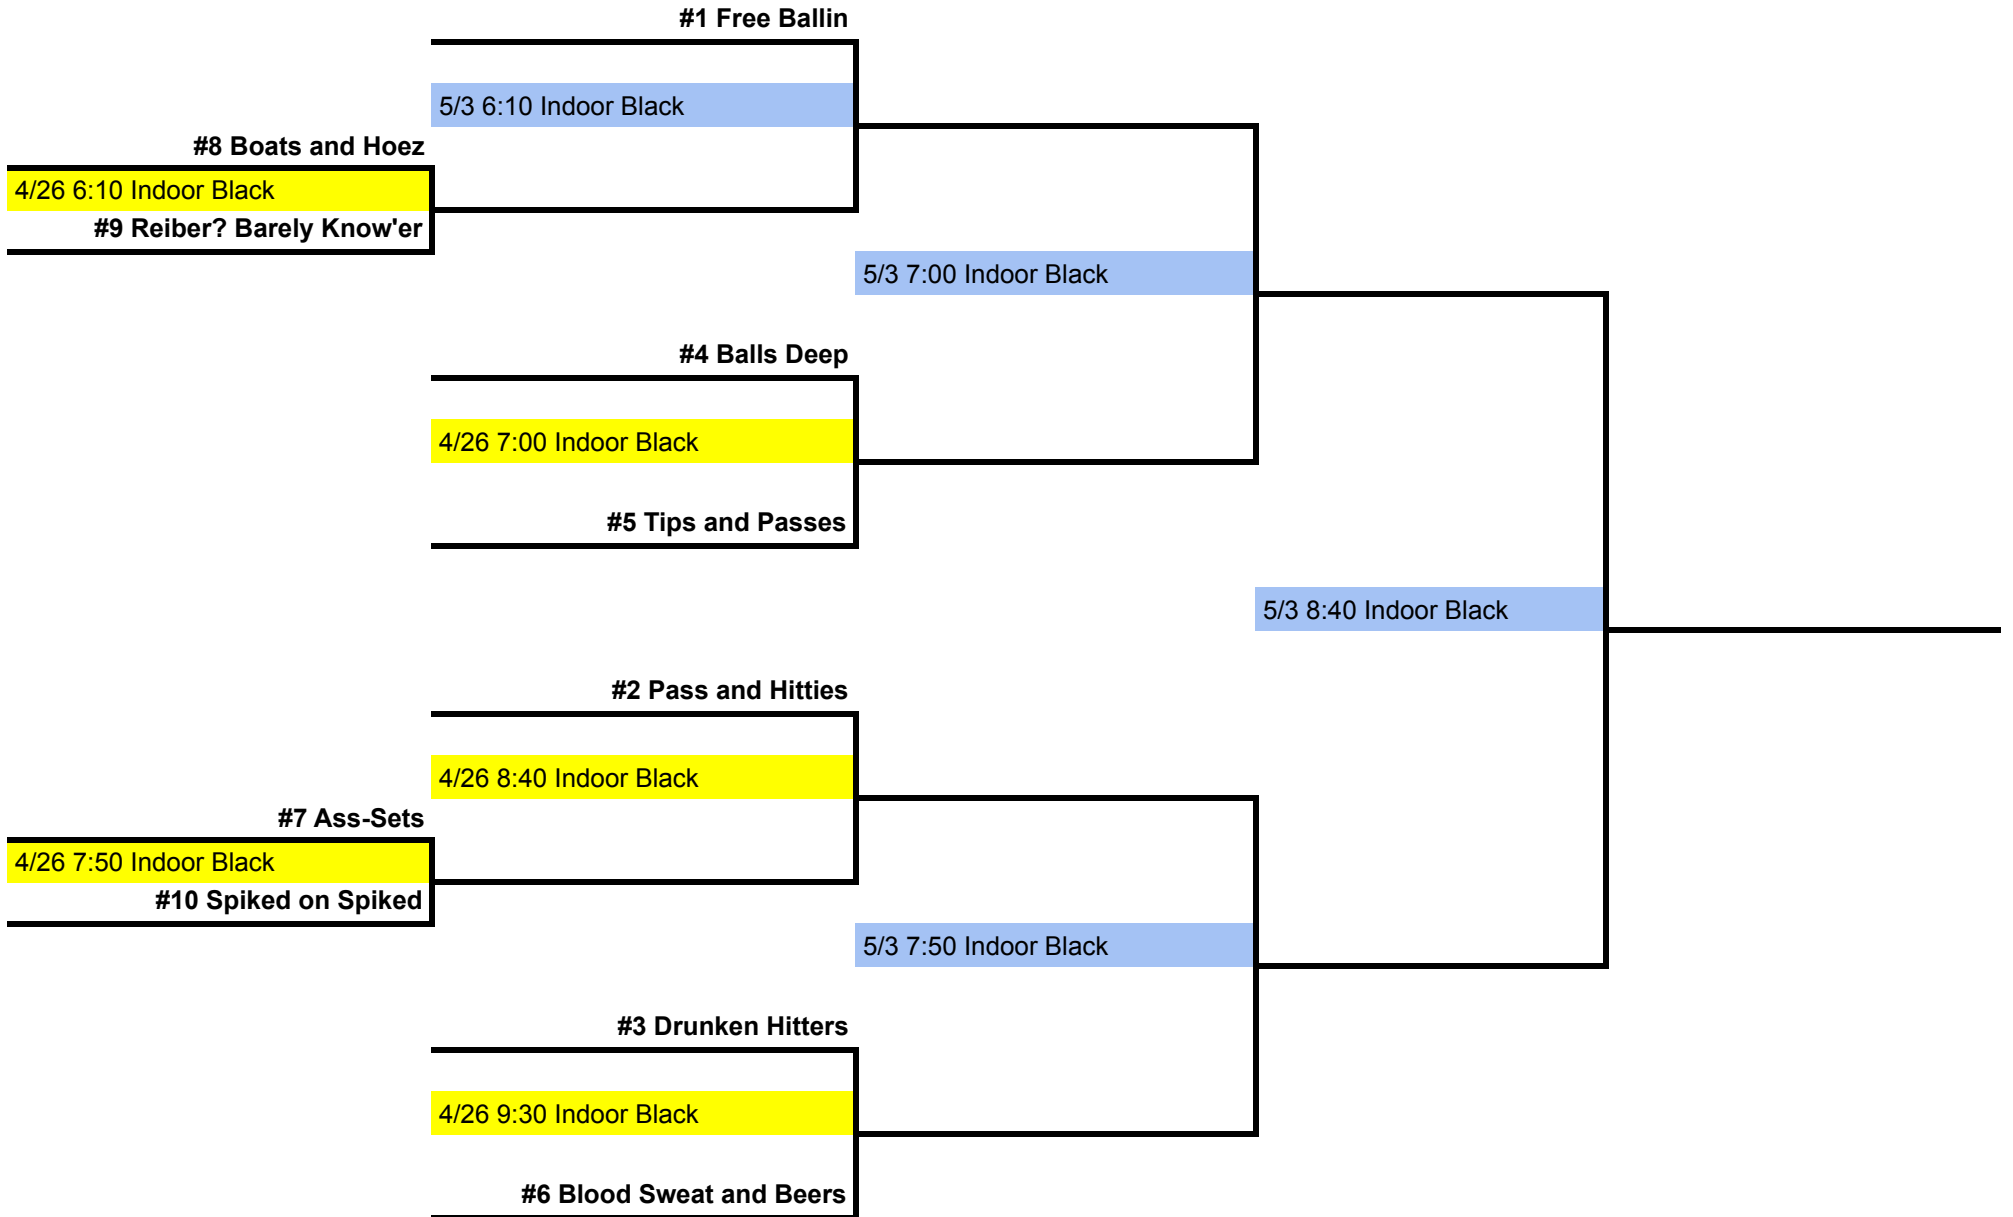 #1 Free Ballin
5/3 6:10 Indoor Black
#8 Boats and Hoez
4/26 6:10 Indoor Black
#9 Reiber? Barely Know'er
5/3 7:00 Indoor Black
#4 Balls Deep
4/26 7:00 Indoor Black
#5 Tips and Passes
5/3 8:40 Indoor Black
#2 Pass and Hitties
4/26 8:40 Indoor Black
#7 Ass-Sets
4/26 7:50 Indoor Black
#10 Spiked on Spiked
5/3 7:50 Indoor Black
#3 Drunken Hitters
4/26 9:30 Indoor Black
#6 Blood Sweat and Beers